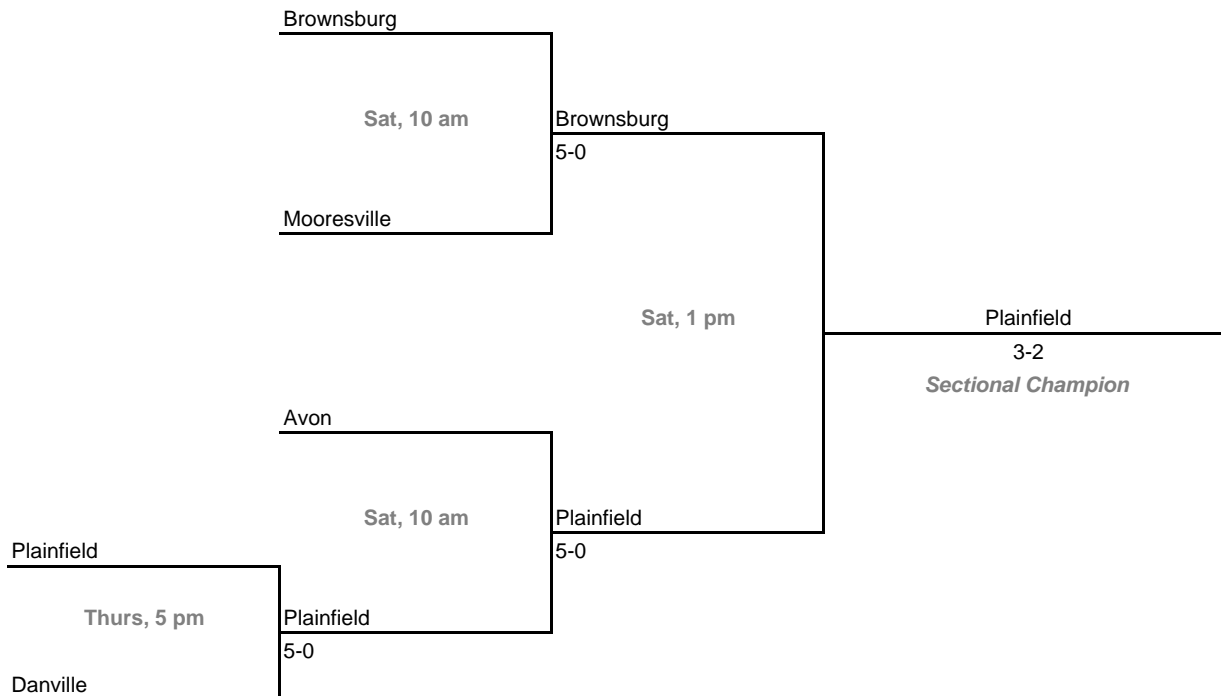 Brownsburg
Sat, 10 am
Brownsburg
5-0
Mooresville
Sat, 1 pm
Plainfield
3-2
Sectional Champion
Avon
Sat, 10 am
Plainfield
5-0
Plainfield
Thurs, 5 pm
Plainfield
5-0
Danville